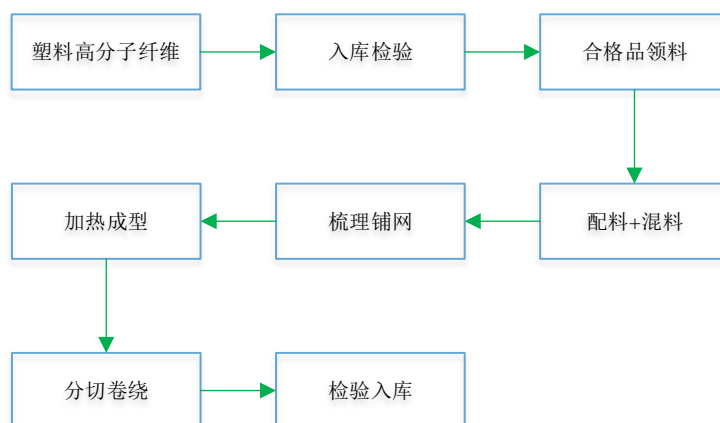 塑料高分子纤维
入库检验
合格品领料
配料+混料
梳理铺网
加热成型
分切卷绕
检验入库